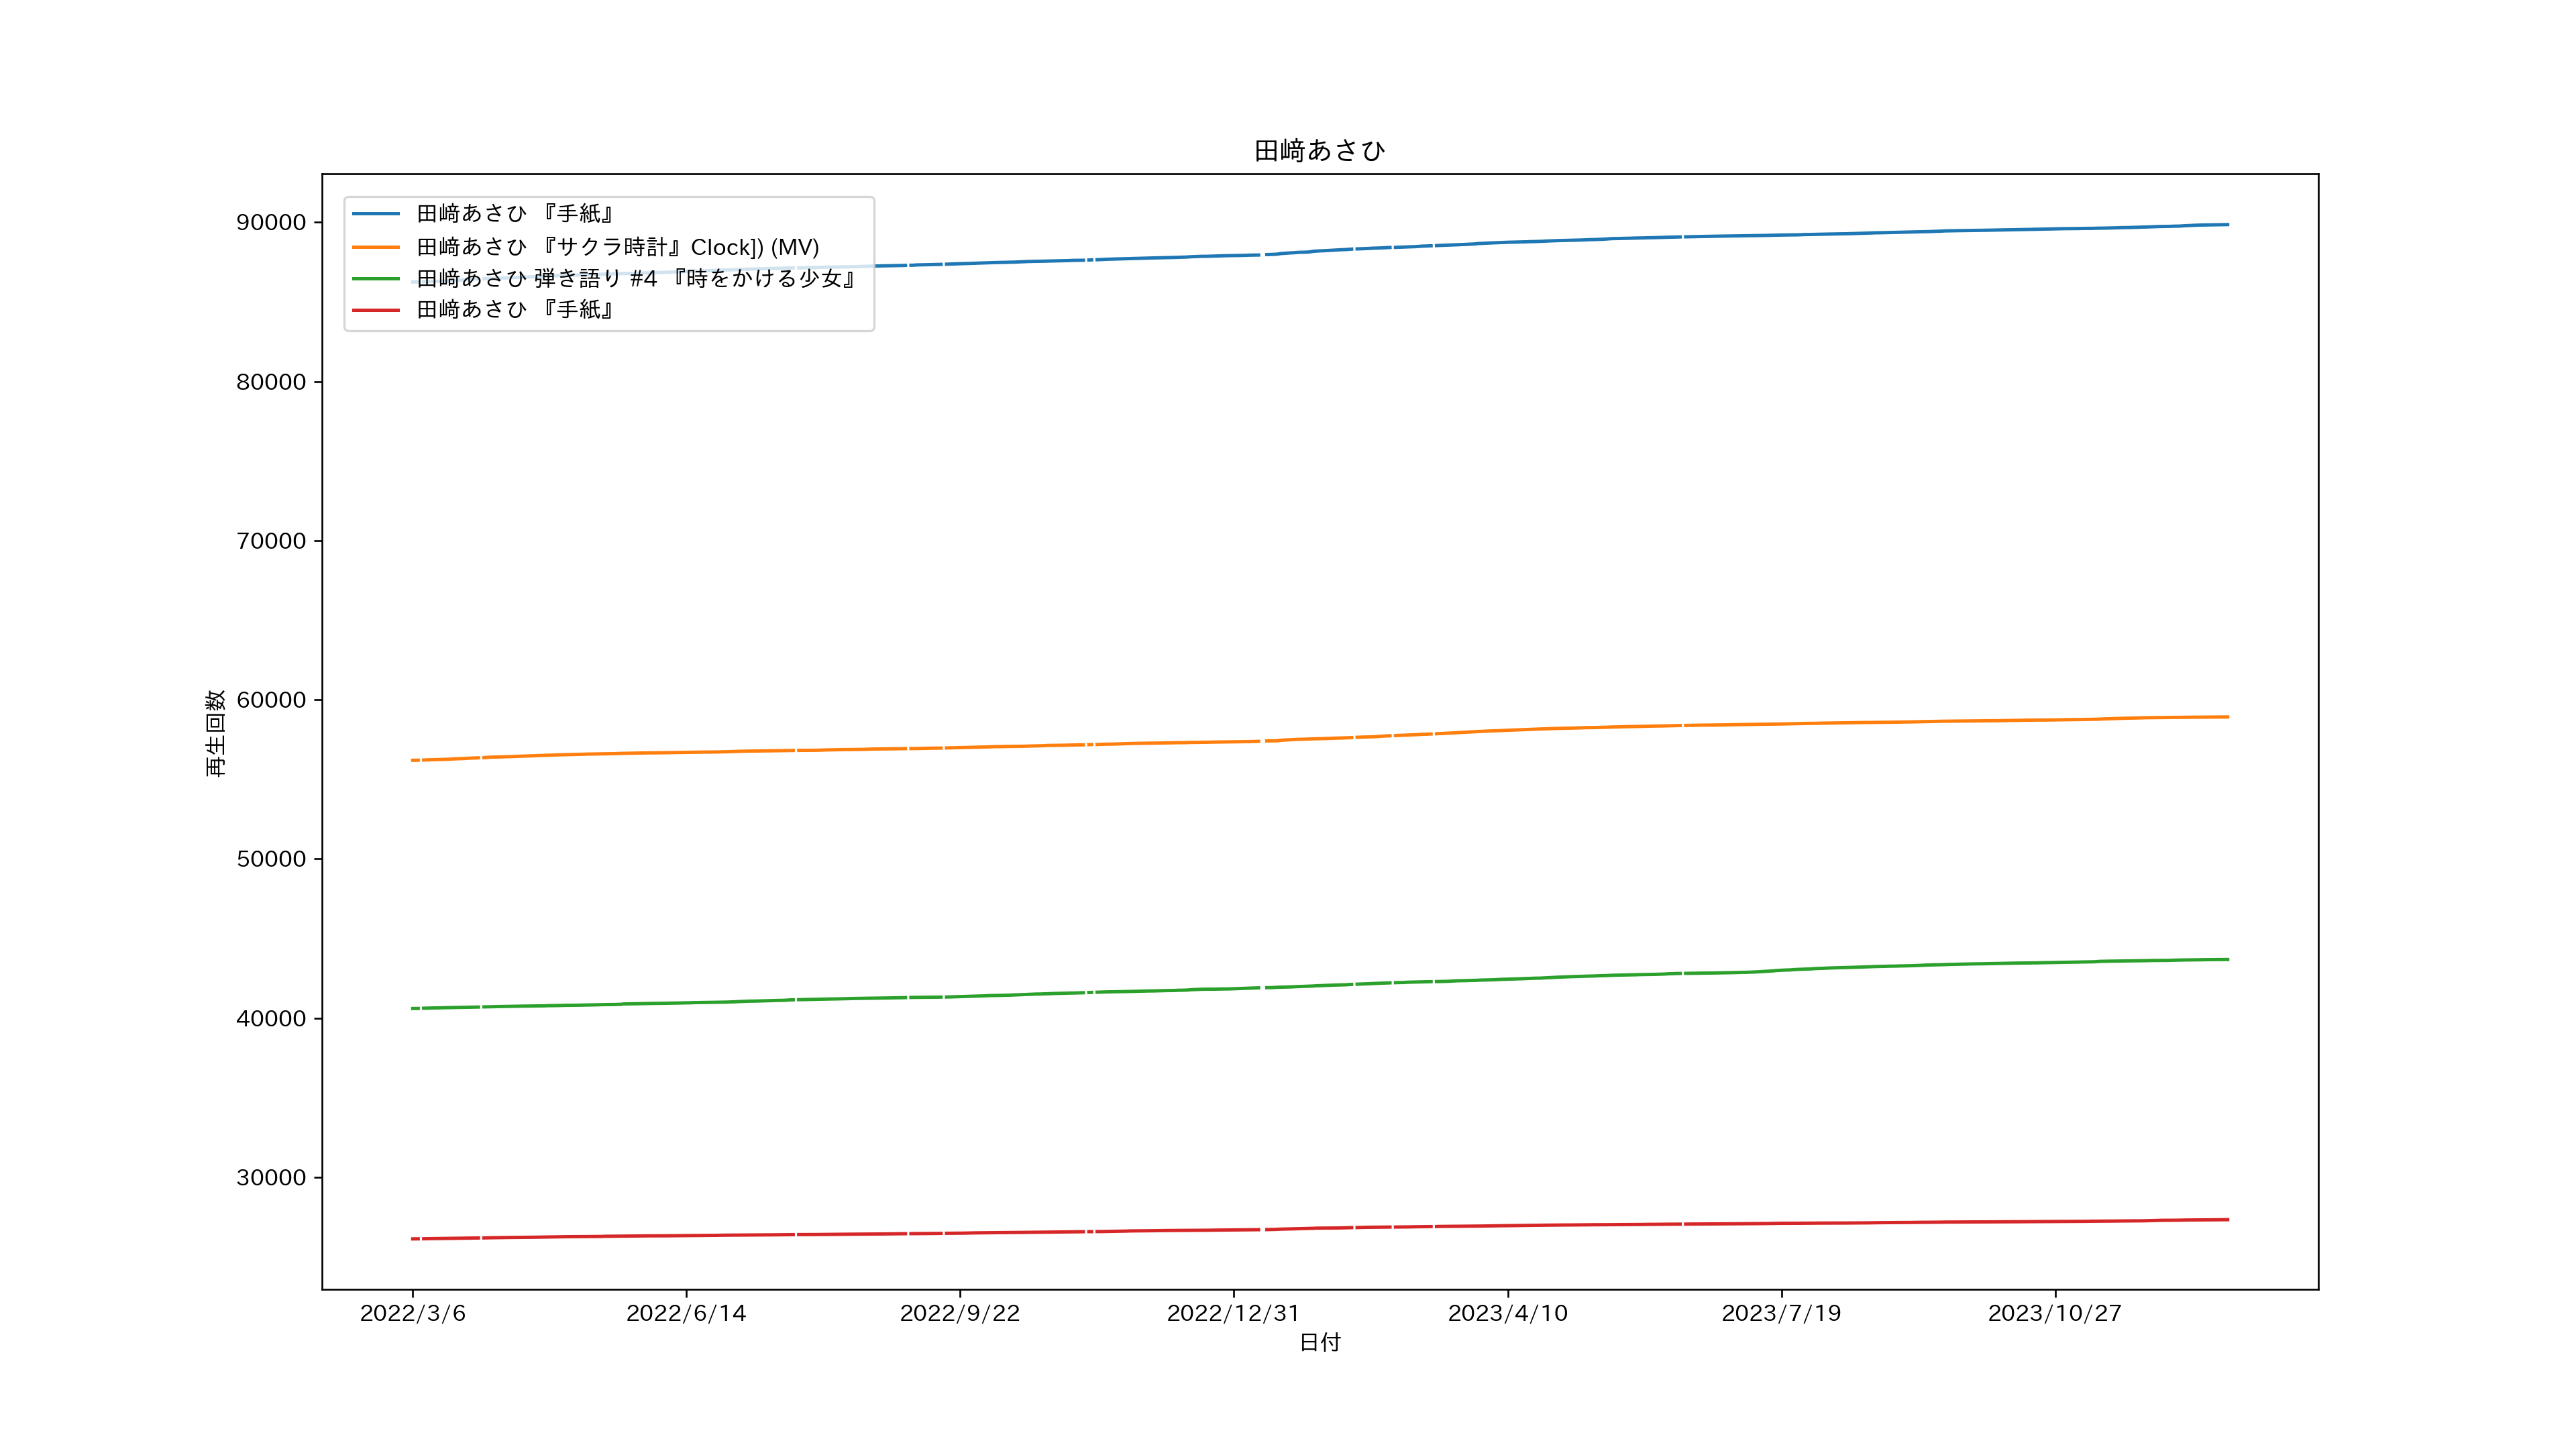 田﨑あさひ
田﨑あさひ 『手紙』
田﨑あさひ 『サクラ時計』Clock]) (MV)
田﨑あさひ 弾き語り #4 『時をかける少女』
田﨑あさひ 『手紙』
90000
80000
70000
60000
50000
40000
30000
再生回数
2022/3/6 2022/6/14 2022/9/22 2022/12/31 2023/4/10 2023/7/19 2023/10/27
日付